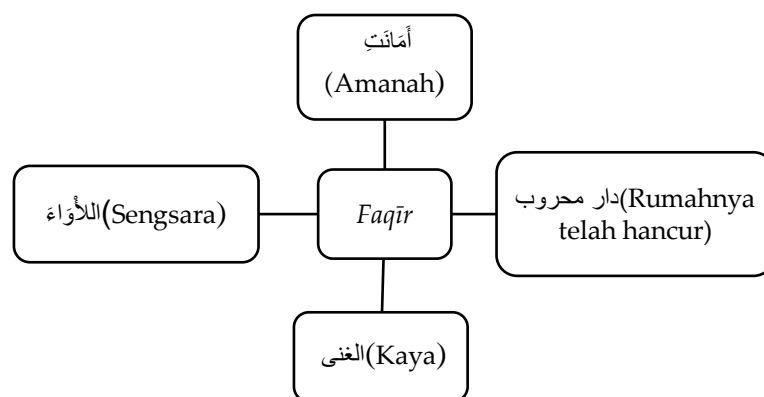 أَمَانَتِ
(Amanah)
اللأْوَاءَ(Sengsara)
Faqīr
دار محروب(Rumahnya
telah hancur)
الغنى(Kaya)